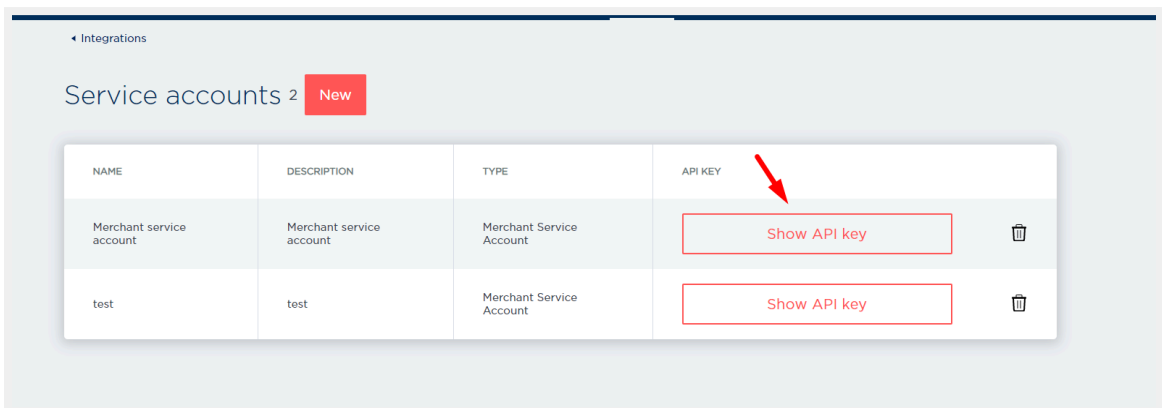 Integrations
Service accounts 2 New
NAME DESCRIPTION TYPE API KEY
Merchant service account Merchant service account Merchant Service Account Show API key
test test Merchant Service Account Show API key